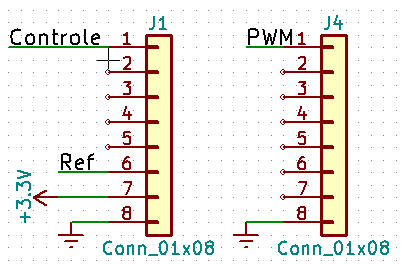 J1
Controle 1
2
3
4
5
Ref 6
+3.3V 7
8
Conn_01x08
J4
PWM 1
2
3
4
5
6
7
8
Conn_01x08